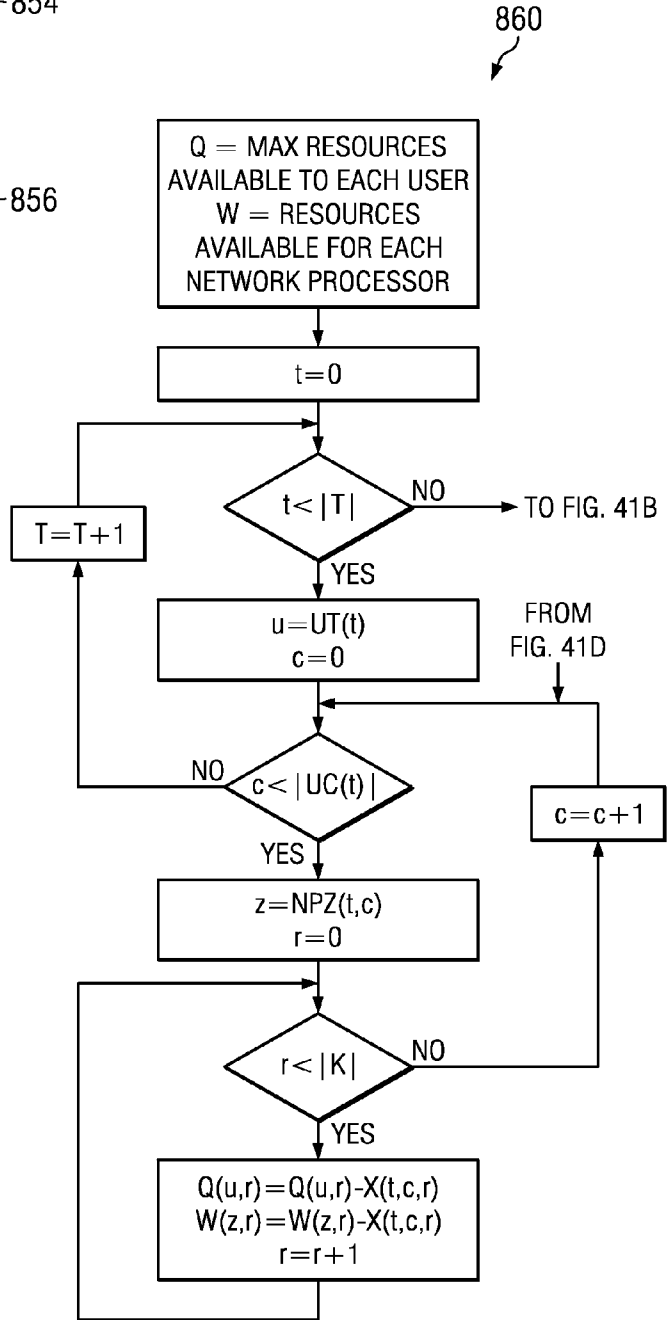 854
860
856
Q = MAX RESOURCES
AVAILABLE TO EACH USER
W = RESOURCES
AVAILABLE FOR EACH
NETWORK PROCESSOR
t=0
t<|T|
NO
TO FIG. 41B
T=T+1
YES
u=UT(t)
c=0
FROM
FIG. 41D
NO
c<|UC(t)|
c=c+1
YES
z=NPZ(t,c)
r=0
r<|K|
NO
YES
Q(u,r)=Q(u,r)-X(t,c,r)
W(z,r)=W(z,r)-X(t,c,r)
r=r+1